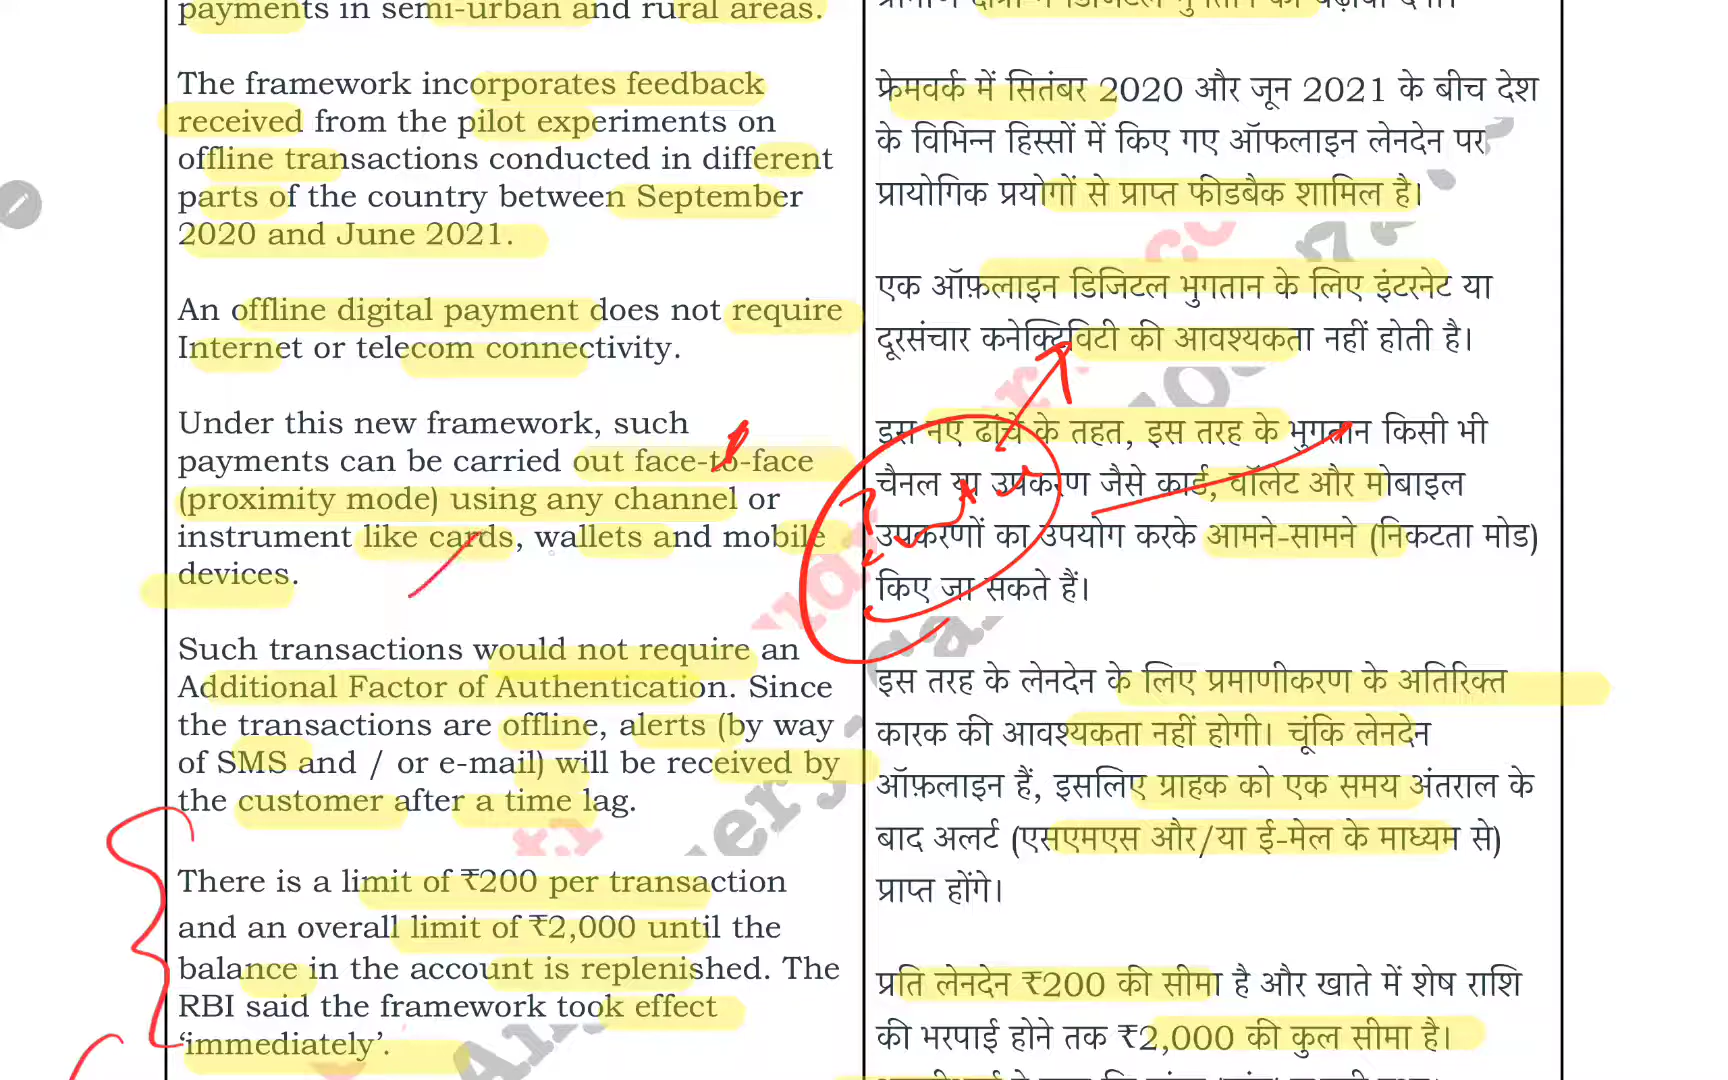 payments in semi-urban and rural areas.
The framework incorporates feedback
received from the pilot experiments on
offline transactions conducted in different
parts of the country between September
2020 and June 2021.
An offline digital payment does not require
Internet or telecom connectivity.
Under this new framework, such
payments can be carried out face-to-face
(proximity mode) using any channel or
instrument like cards, wallets and mobile
devices.
Such transactions would not require an
Additional Factor of Authentication. Since
the transactions are offline, alerts (by way
of SMS and / or e-mail) will be received by
the customer after a time lag.
There is a limit of ₹200 per transaction
and an overall limit of ₹2,000 until the
balance in the account is replenished. The
RBI said the framework took effect
‘immediately’.
फ्रेमवर्क में सितंबर 2020 और जून 2021 के बीच देश
के विभिन्न हिस्सों में किए गए ऑफलाइन लेनदेन पर
प्रायोगिक प्रयोगों से प्राप्त फीडबैक शामिल है।
एक ऑफ़लाइन डिजिटल भुगतान के लिए इंटरनेट या
दूरसंचार कनेक्टिविटी की आवश्यकता नहीं होती है।
इस नए ढांचे के तहत, इस तरह के भुगतान किसी भी
चैनल या उपकरण जैसे कार्ड, वॉलेट और मोबाइल
उपकरणों का उपयोग करके आमने-सामने (निकटता मोड)
किए जा सकते हैं।
इस तरह के लेनदेन के लिए प्रमाणीकरण के अतिरिक्त
कारक की आवश्यकता नहीं होगी। चूंकि लेनदेन
ऑफ़लाइन हैं, इसलिए ग्राहक को एक समय अंतराल के
बाद अलर्ट (एसएमएस और/या ई-मेल के माध्यम से)
प्राप्त होंगे।
प्रति लेनदेन ₹200 की सीमा है और खाते में शेष राशि
की भरपाई होने तक ₹2,000 की कुल सीमा है।